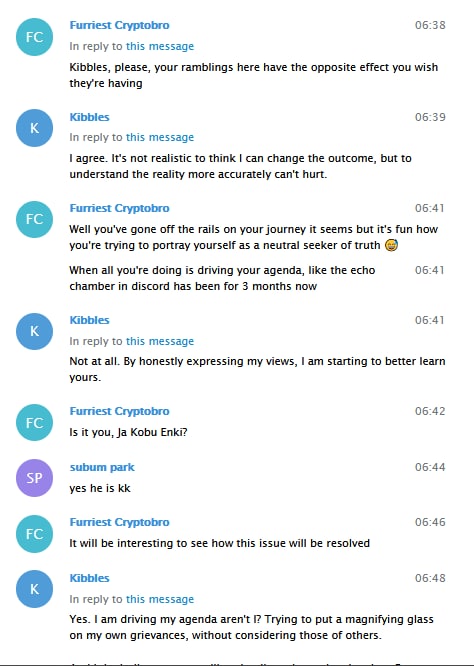 FC
Furriest Cryptobro 06:38
In reply to this message
Kibbles, please, your ramblings here have the opposite effect you wish
they're having
K
Kibbles 06:39
In reply to this message
I agree. It's not realistic to think I can change the outcome, but to
understand the reality more accurately can't hurt.
FC
Furriest Cryptobro 06:41
Well you've gone off the rails on your journey it seems but it's fun how
you're trying to portray yourself as a neutral seeker of truth 😅
When all you're doing is driving your agenda, like the echo 06:41
chamber in discord has been for 3 months now
K
Kibbles 06:41
In reply to this message
Not at all. By honestly expressing my views, I am starting to better learn
yours.
FC
Furriest Cryptobro 06:42
Is it you, Ja Kobu Enki?
SP
subum park 06:44
yes he is kk
FC
Furriest Cryptobro 06:46
It will be interesting to see how this issue will be resolved
K
Kibbles 06:48
In reply to this message
Yes. I am driving my agenda aren't I? Trying to put a magnifying glass
on my own grievances, without considering those of others.